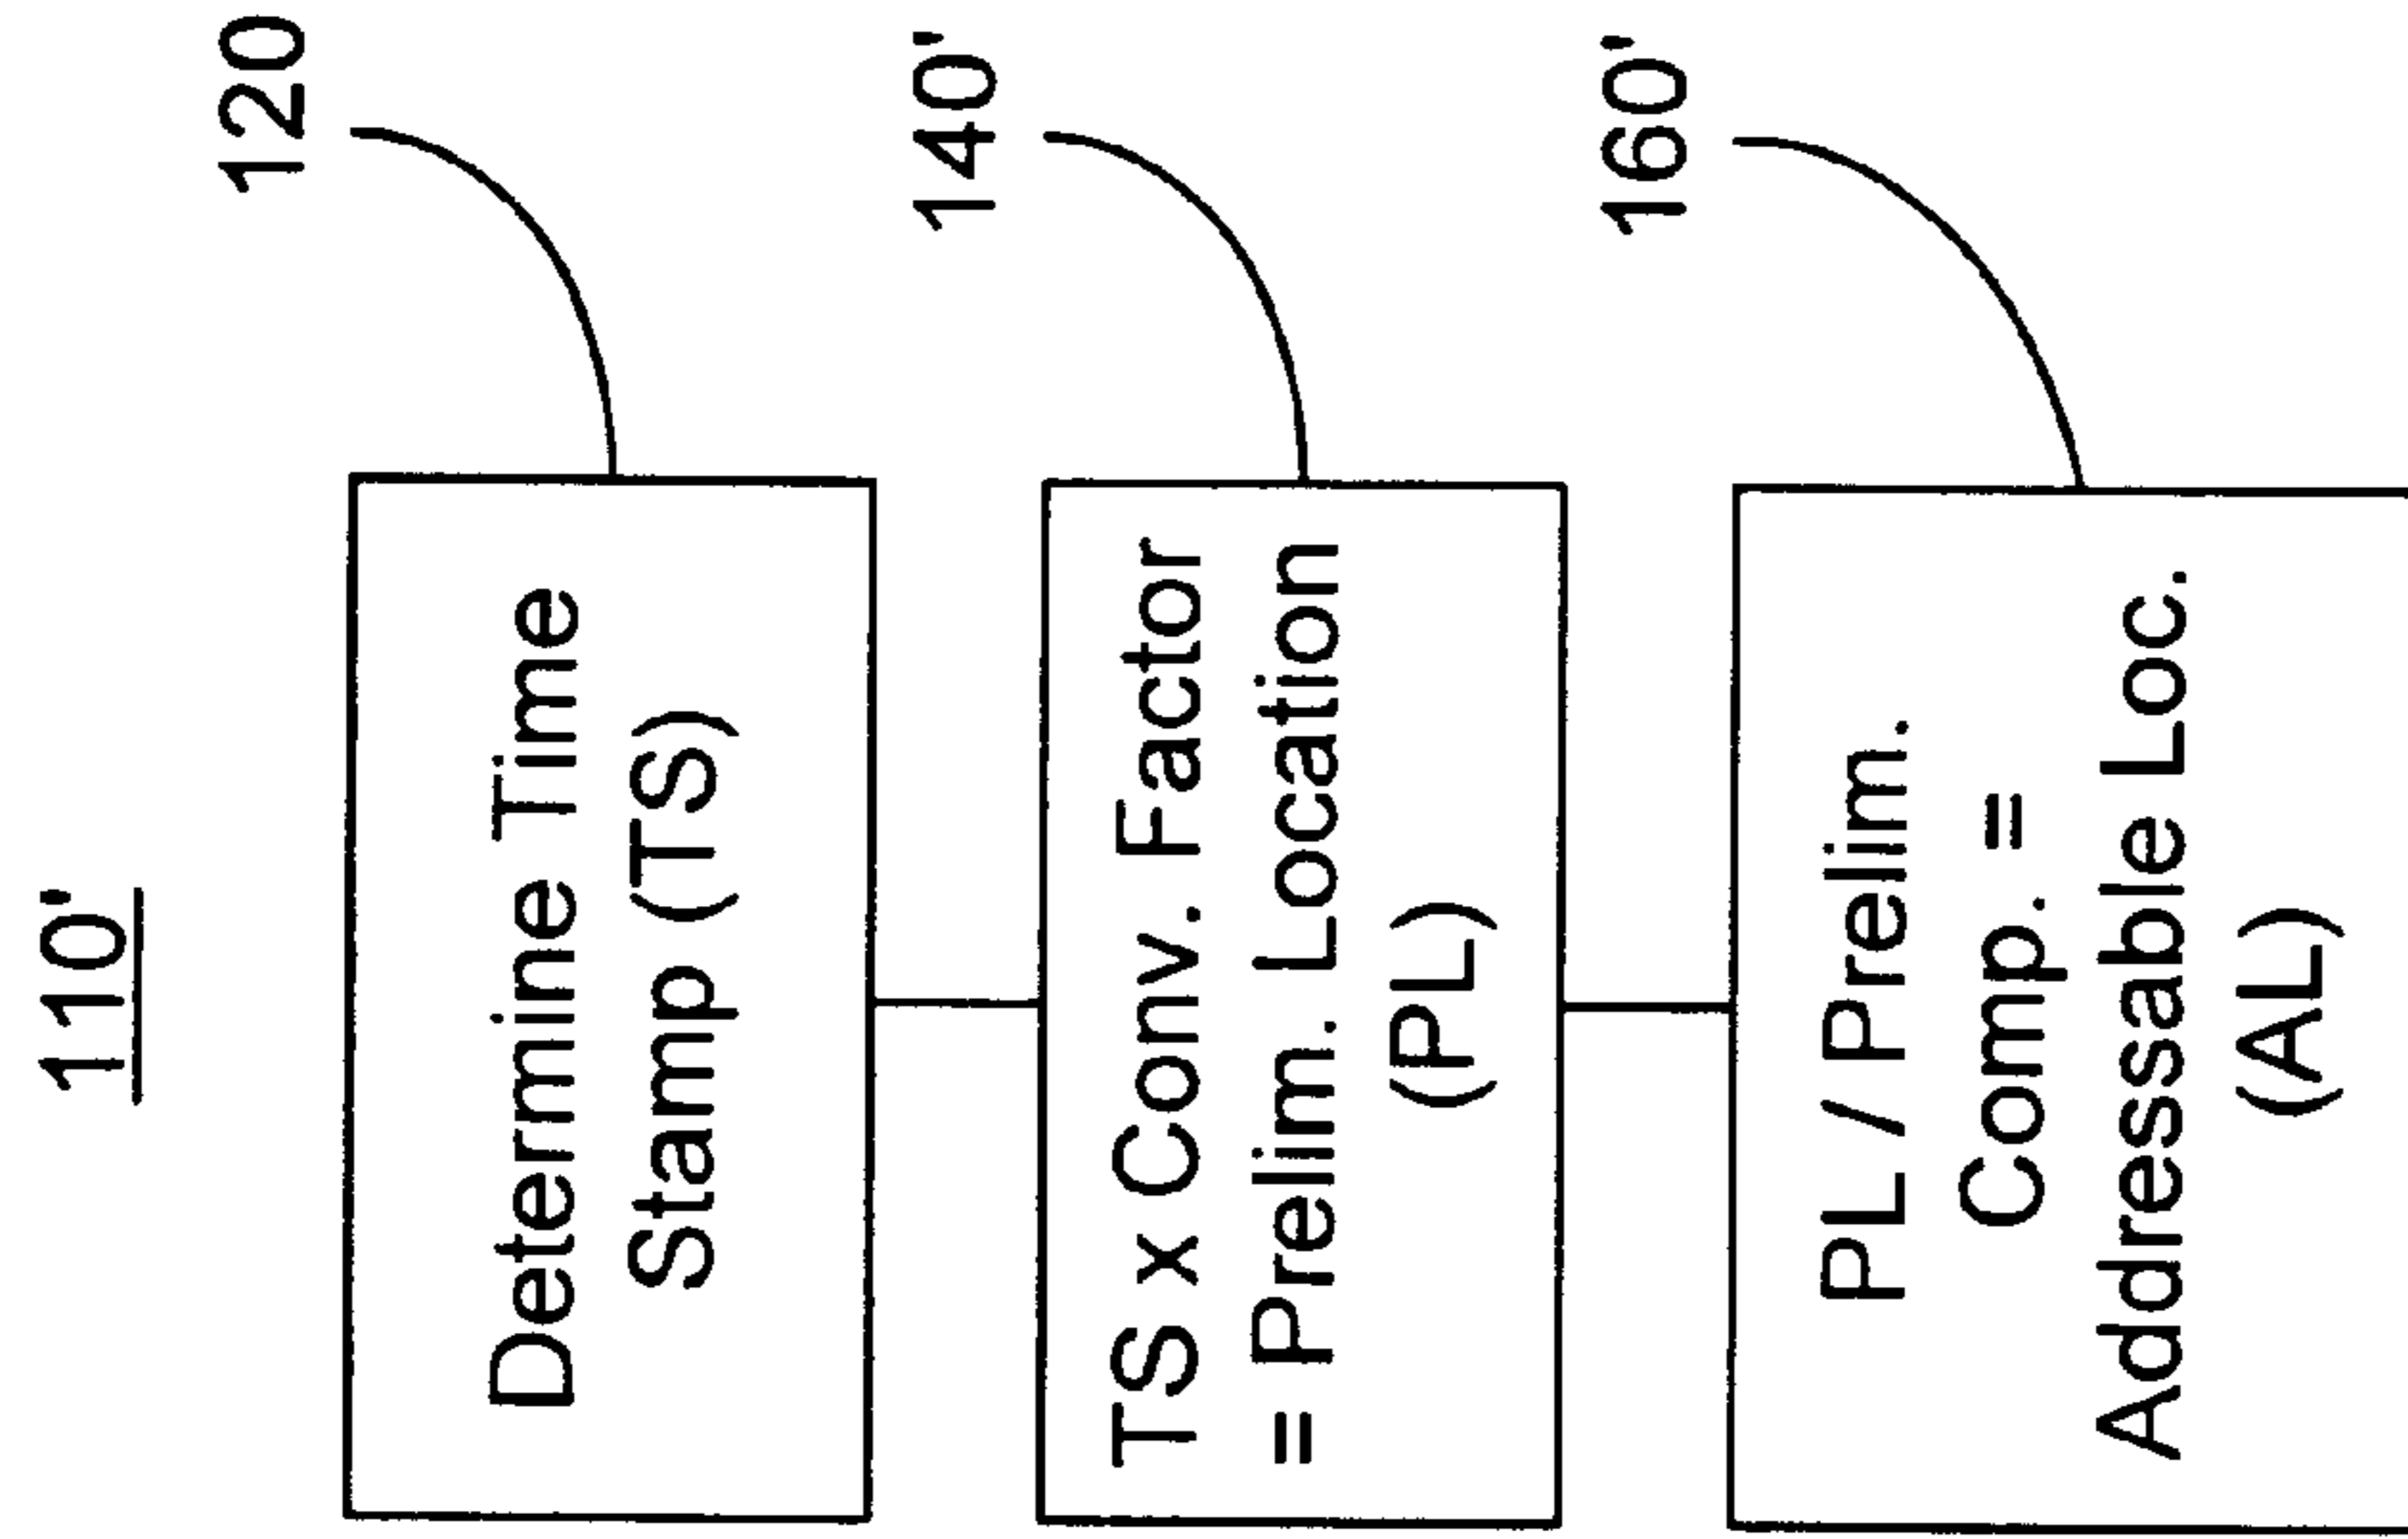 110'
120
Determine Time
Stamp (TS)
140'
TS x Conv. Factor
= Prelim. Location
(PL)
160'
PL / Prelim.
Comp. =
Addressable Loc.
(AL)